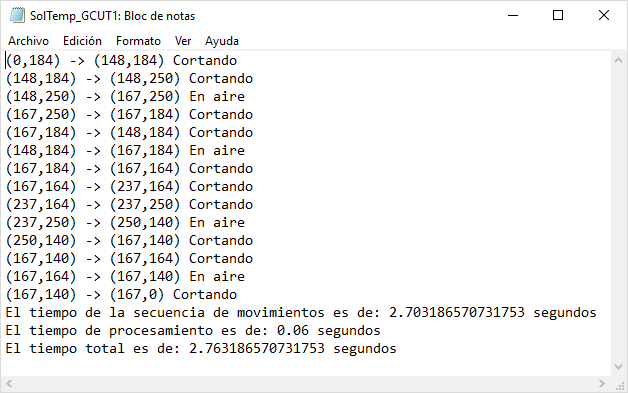 SolTemp_GCUT1: Bloc de notas
Archivo Edición Formato Ver Ayuda
(0,184) -> (148,184) Cortando
(148,184) -> (148,250) Cortando
(148,250) -> (167,250) En aire
(167,250) -> (167,184) Cortando
(167,184) -> (148,184) Cortando
(148,184) -> (167,184) En aire
(167,184) -> (167,164) Cortando
(167,164) -> (237,164) Cortando
(237,164) -> (237,250) Cortando
(237,250) -> (250,140) En aire
(250,140) -> (167,140) Cortando
(167,140) -> (167,164) Cortando
(167,164) -> (167,140) En aire
(167,140) -> (167,0) Cortando
El tiempo de la secuencia de movimientos es de: 2.703186570731753 segundos
El tiempo de procesamiento es de: 0.06 segundos
El tiempo total es de: 2.763186570731753 segundos